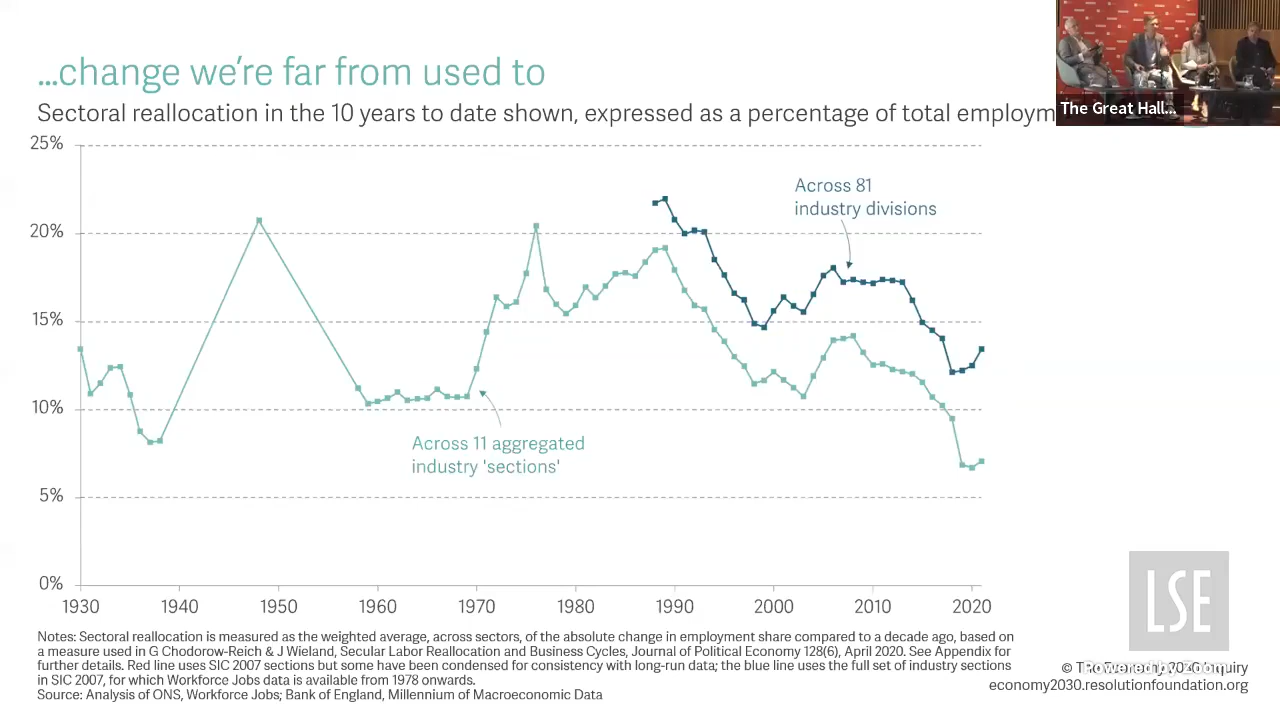 ...change we're far from used to
Sectoral reallocation in the 10 years to date shown, expressed as a percentage of total employm
The Great Hall...
25%
20%
15%
10%
5%
0%
Across 81
industry divisions
Across 11 aggregated
industry 'sections'
1930 1940 1950 1960 1970 1980 1990 2000 2010 2020
LSE
Notes: Sectoral reallocation is measured as the weighted average, across sectors, of the absolute change in employment share compared to a decade ago, based on
a measure used in G Chodorow-Reich & J Wieland, Secular Labor Reallocation and Business Cycles, Journal of Political Economy 128(6), April 2020. See Appendix for
further details. Red line uses SIC 2007 sections but some have been condensed for consistency with long-run data; the blue line uses the full set of industry sections
in SIC 2007, for which Workforce Jobs data is available from 1978 onwards.
Source: Analysis of ONS, Workforce Jobs; Bank of England, Millennium of Macroeconomic Data
© The Economy 2030 Inquiry
Powered by Zoom
economy2030.resolutionfoundation.org